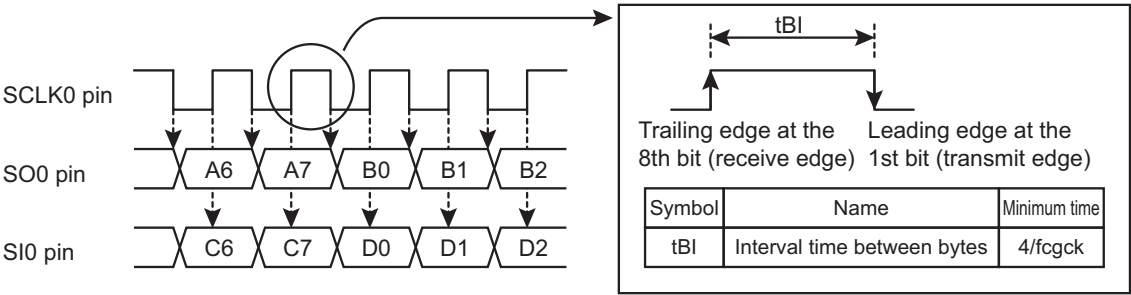 SCLK0 pin
SO0 pin
A6 A7 B0 B1 B2
SI0 pin
C6 C7 D0 D1 D2
tBI
Trailing edge at the
8th bit (receive edge)
Leading edge at the
1st bit (transmit edge)
Symbol Name Minimum time
tBI Interval time between bytes 4/fcgck